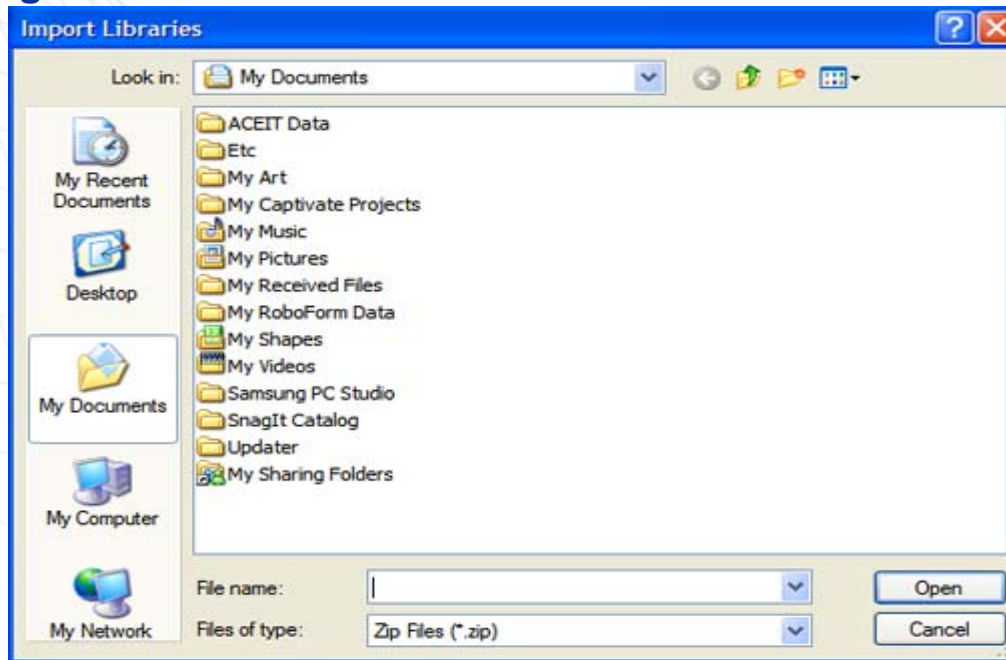 Import Libraries
Look in: My Documents
My Recent
Documents
Desktop
My Documents
My Computer
My Network
ACEIT Data
Etc
My Art
My Captivate Projects
My Music
My Pictures
My Received Files
My RoboForm Data
My Shapes
My Videos
Samsung PC Studio
SnagIt Catalog
Updater
My Sharing Folders
File name:
Open
Files of type: Zip Files (*.zip)
Cancel